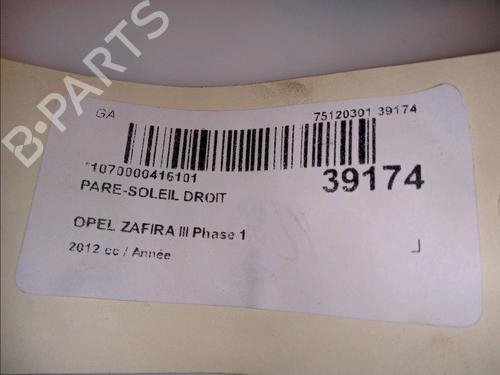 GA
75120301 39174
*1070000416101
39174
PARE-SOLEIL DROIT
OPEL ZAFIRA III Phase 1
2012 cc / Année
B-PARTS